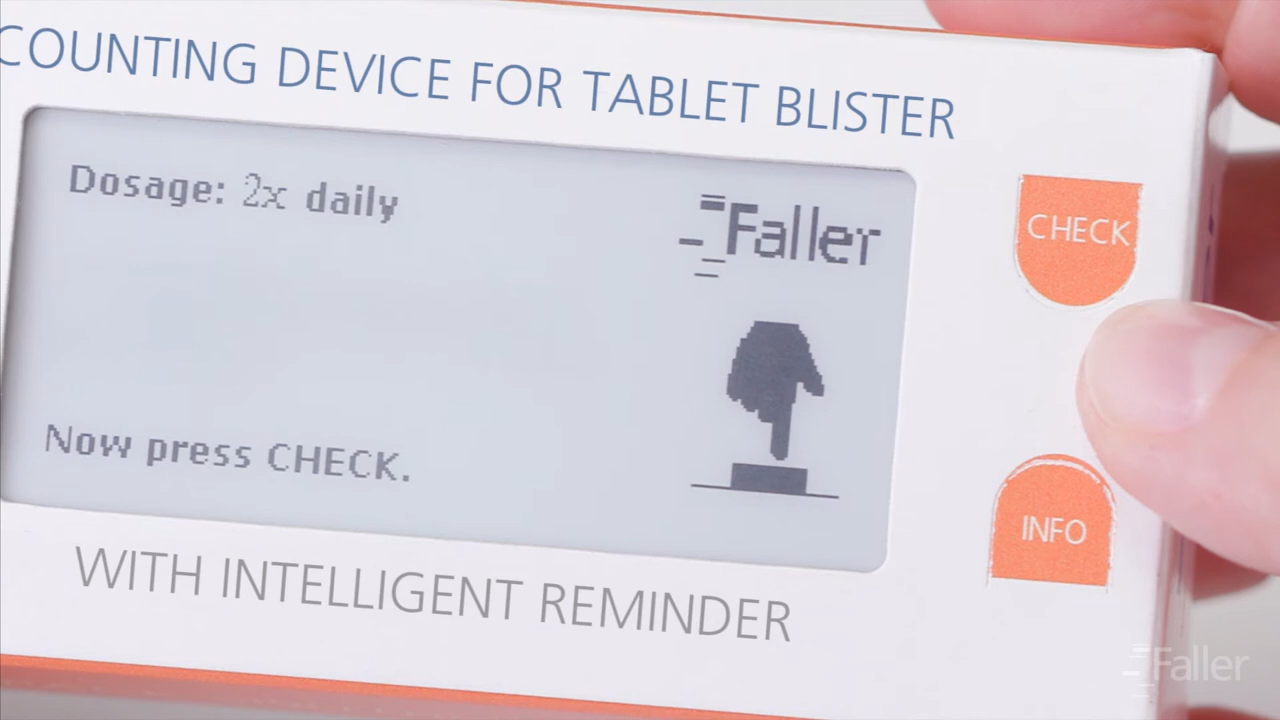 COUNTING DEVICE FOR TABLET BLISTER
Dosage: 2x daily
Faller
CHECK
Now press CHECK.
INFO
WITH INTELLIGENT REMINDER
Faller